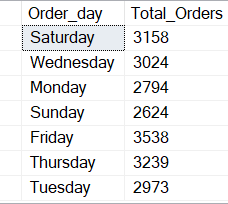 Order_day Total_Orders
Saturday 3158
Wednesday 3024
Monday 2794
Sunday 2624
Friday 3538
Thursday 3239
Tuesday 2973